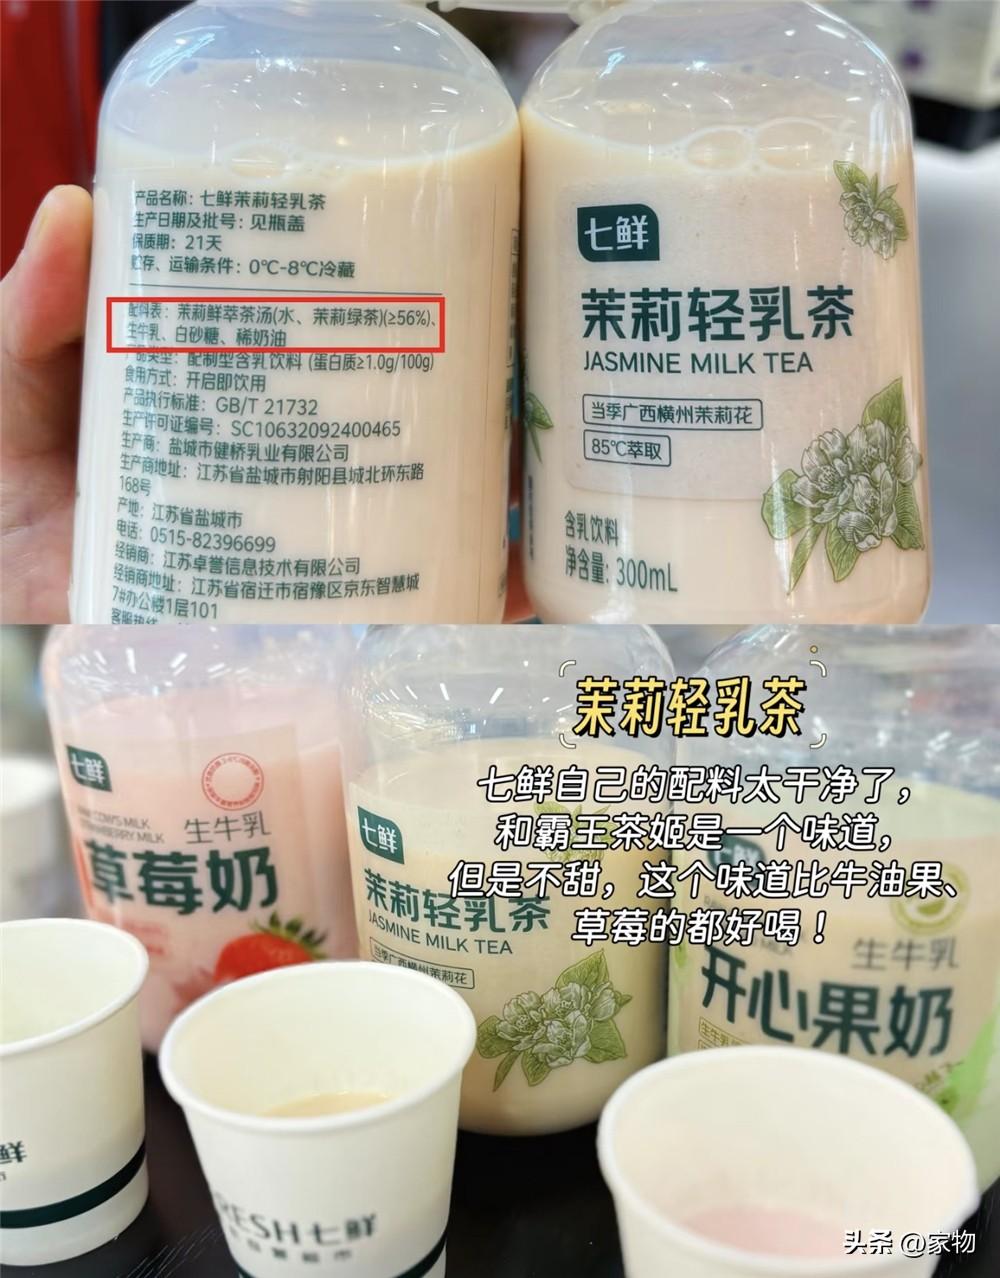 产品名称：七鲜茉莉轻乳茶
生产日期及批号：见瓶盖
保质期：21天
贮存、运输条件：0℃-8℃冷藏
配料表：茉莉鲜萃茶汤(水、茉莉绿茶)(≥56%)、
生牛乳、白砂糖、稀奶油
产品类型：配制型含乳饮料 (蛋白质≥1.0g/100g)
食用方式：开启即饮用
产品执行标准：GB/T 21732
生产许可证编号：SC10632092400465
生产商：盐城市健桥乳业有限公司
生产商地址：江苏省盐城市射阳县城北环东路
168号
产地：江苏省盐城市
电话：0515-82396699
经销商：江苏卓誉信息技术有限公司
经销商地址：江苏省宿迁市宿豫区京东智慧城
7#办公楼1层101
客服热线
七鲜
茉莉轻乳茶
JASMINE MILK TEA
当季广西横州茉莉花
85℃萃取
含乳饮料
净含量：300mL
茉莉轻乳茶
七鲜自己的配料太干净了，
和霸王茶姬是一个味道，
但是不甜，这个味道比牛油果、
草莓的都好喝！
七鲜
COW'S MILK
STRAWBERRY MILK
生牛乳
草莓奶
七鲜
茉莉轻乳茶
JASMINE MILK TEA
当季广西横州茉莉花
生牛乳
开心果奶
生牛乳
鲜
RESH七鲜
头条 @家物